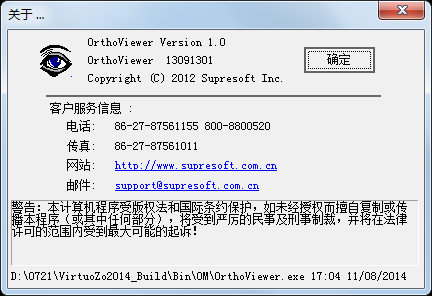 关于 ...
OrthoViewer Version 1.0
OrthoViewer 13091301
确定
Copyright (C) 2012 Supresoft Inc.
客户服务信息 :
电话: 86-27-87561155 800-8800520
传真: 86-27-87561011
网站: http://www.supresoft.com.cn
邮件: support@supresoft.com.cn
警告: 本计算机程序受版权法和国际条约保护, 如未经授权而擅自复制或传
播本程序 (或其中任何部分), 将受到严厉的民事及刑事制裁, 并将在法律
许可的范围内受到最大可能的起诉!
D:\0721\VirtuoZo2014_Build\Bin\OM\OrthoViewer.exe 17:04 11/08/2014